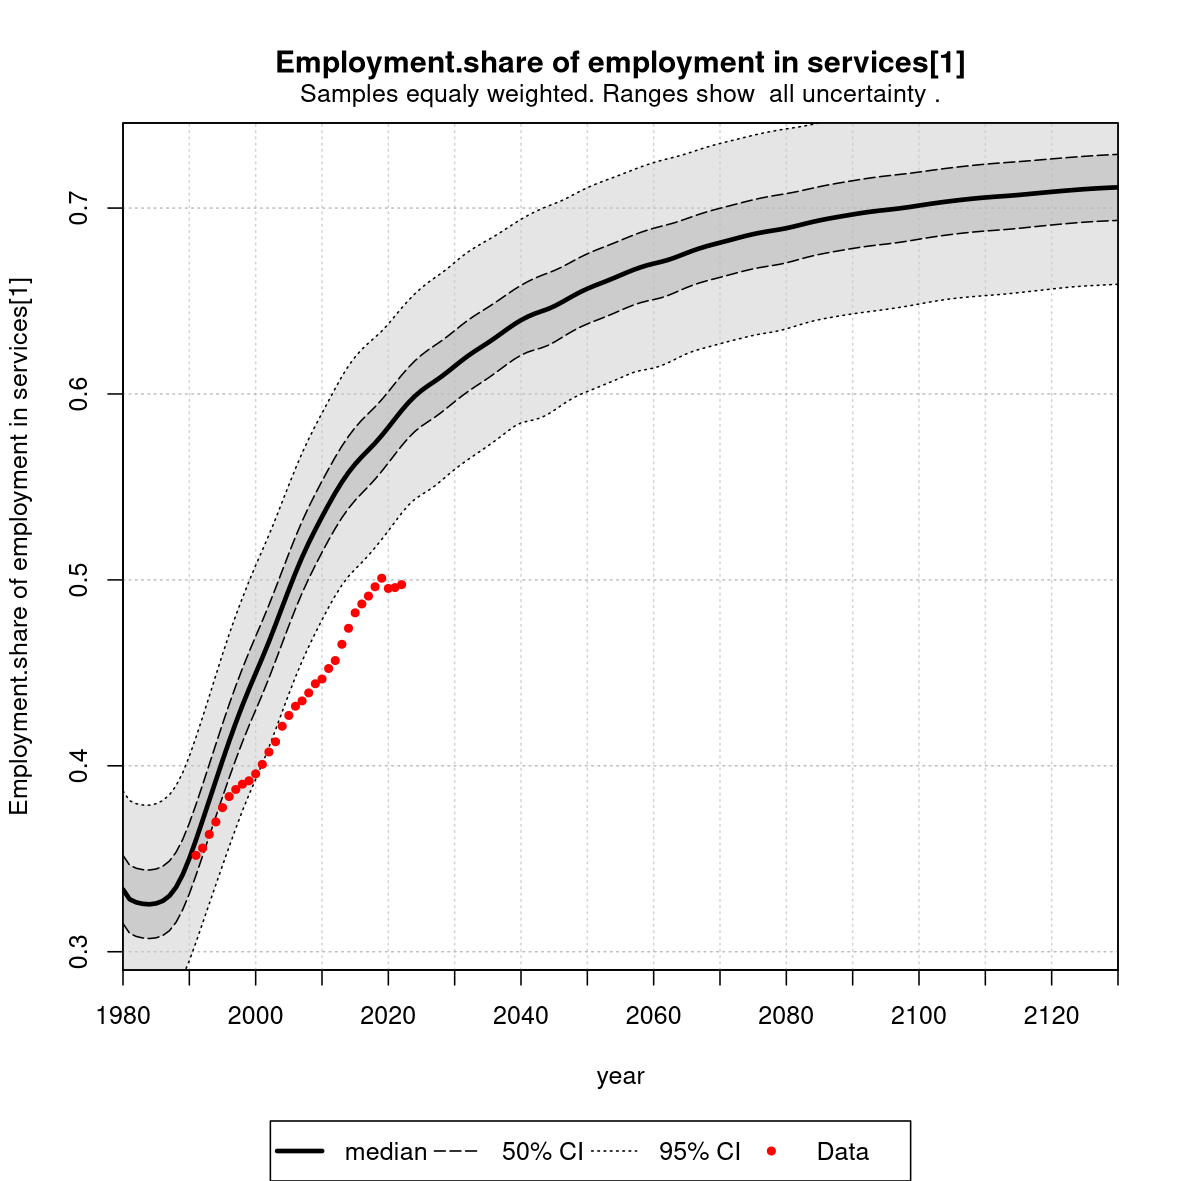 Employment.share of employment in services[1]
Samples equaly weighted. Ranges show  all uncertainty .
Employment.share of employment in services[1]
0.7
0.6
0.5
0.4
0.3
1980 2000 2020 2040 2060 2080 2100 2120
year
median 50% CI 95% CI Data